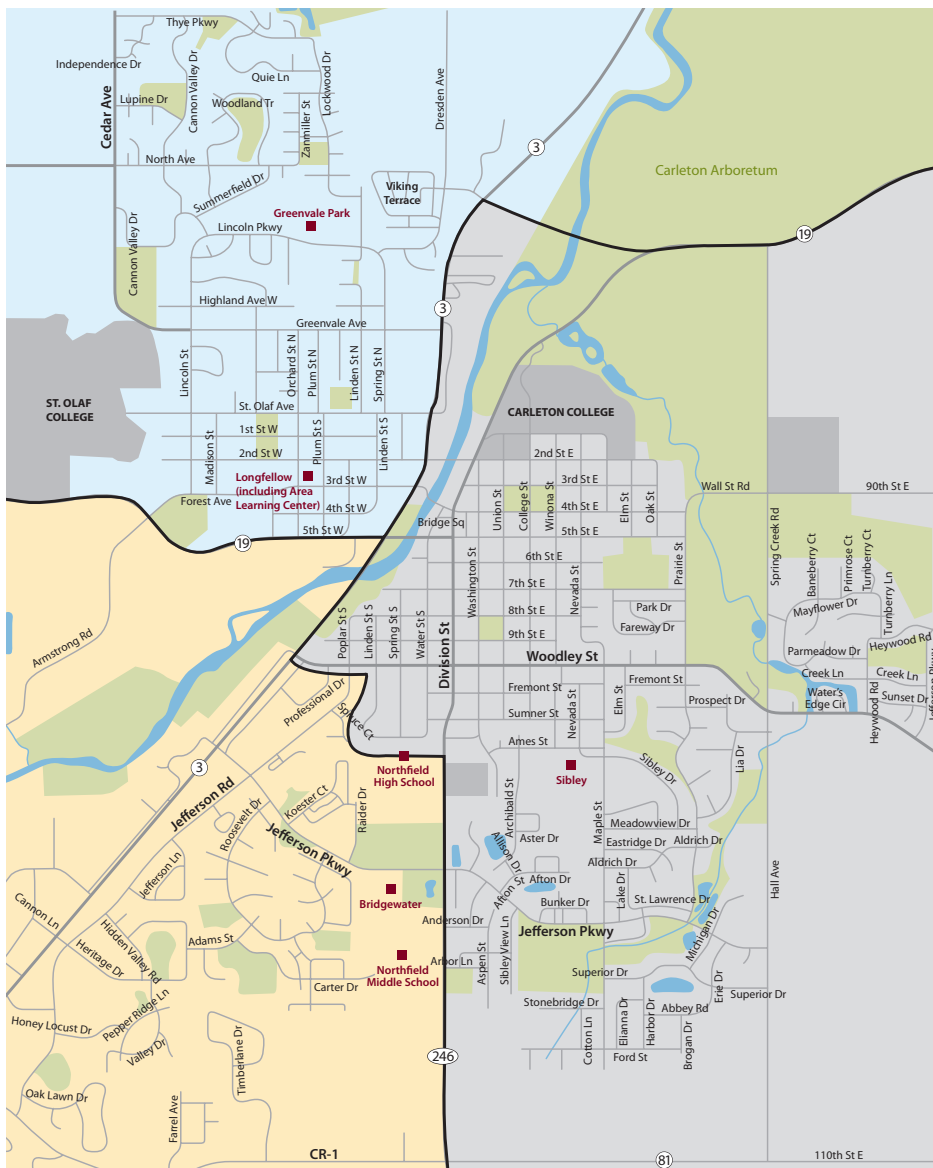 Thye Pkwy
Independence Dr
Cannon Valley Dr
Quie Ln
Lockwood Dr
Cedar Ave
Lupine Dr
Woodland Tr
Zanmiller St
Dresden Ave
3
North Ave
Carleton Arboretum
Summerfield Dr
Viking
Terrace
Greenvale Park
Lincoln Pkwy
19
Cannon Valley Dr
Highland Ave W
3
Greenvale Ave
Lincoln St
Orchard St N
Plum St N
Linden St N
Spring St N
ST. OLAF
COLLEGE
St. Olaf Ave
CARLETON COLLEGE
1st St W
Madison St
Plum St S
Linden St S
2nd St W
2nd St E
Longfellow
(including Area
Learning Center)
3rd St W
3rd St E
Wall St Rd
90th St E
Forest Ave
4th St W
Union St
College St
Winona St
4th St E
Elm St
Oak St
Bridge Sq
5th St W
5th St E
19
6th St E
Prairie St
Spring Creek Rd
Baneberry Ct
Primrose Ct
Turnberry Ct
Washington St
7th St E
Nevada St
Turnberry Ln
Armstrong Rd
Poplar St S
Linden St S
Spring St S
Water St S
8th St E
Park Dr
Mayflower Dr
Fareway Dr
9th St E
Heywood Rd
Division St
Woodley St
Parmeadow Dr
Creek Ln
Creek Ln
Jefferson Pkwy
Professional Dr
Fremont St
Fremont St
Water's
Edge Cir
Heywood Rd
Sunset Dr
Spruce Ct
Sumner St
Nevada St
Elm St
Prospect Dr
Ames St
Lia Dr
3
Northfield
High School
Sibley
Sibley Dr
Jefferson Rd
Koester Ct
Raider Dr
Roosevelt Dr
Archibald St
Maple St
Meadowview Dr
Jefferson Pkwy
Allison Dr
Aster Dr
Eastridge Dr
Aldrich Dr
Jefferson Ln
Aldrich Dr
Bridgewater
Afton St
Afton Dr
Lake Dr
Hall Ave
Cannon Ln
Bunker Dr
St. Lawrence Dr
Hidden Valley Rd
Anderson Dr
Jefferson Pkwy
Michigan Dr
Adams St
Heritage Dr
Arbor Ln
Aspen St
Sibley View Ln
Northfield
Middle School
Superior Dr
Carter Dr
Erie Dr
Superior Dr
Pepper Ridge Ln
Stonebridge Dr
Elianna Dr
Harbor Dr
Abbey Rd
Honey Locust Dr
Cotton Ln
Brogan Dr
Valley Dr
Timberlane Dr
246
Ford St
Oak Lawn Dr
Farrel Ave
CR-1
81
110th St E